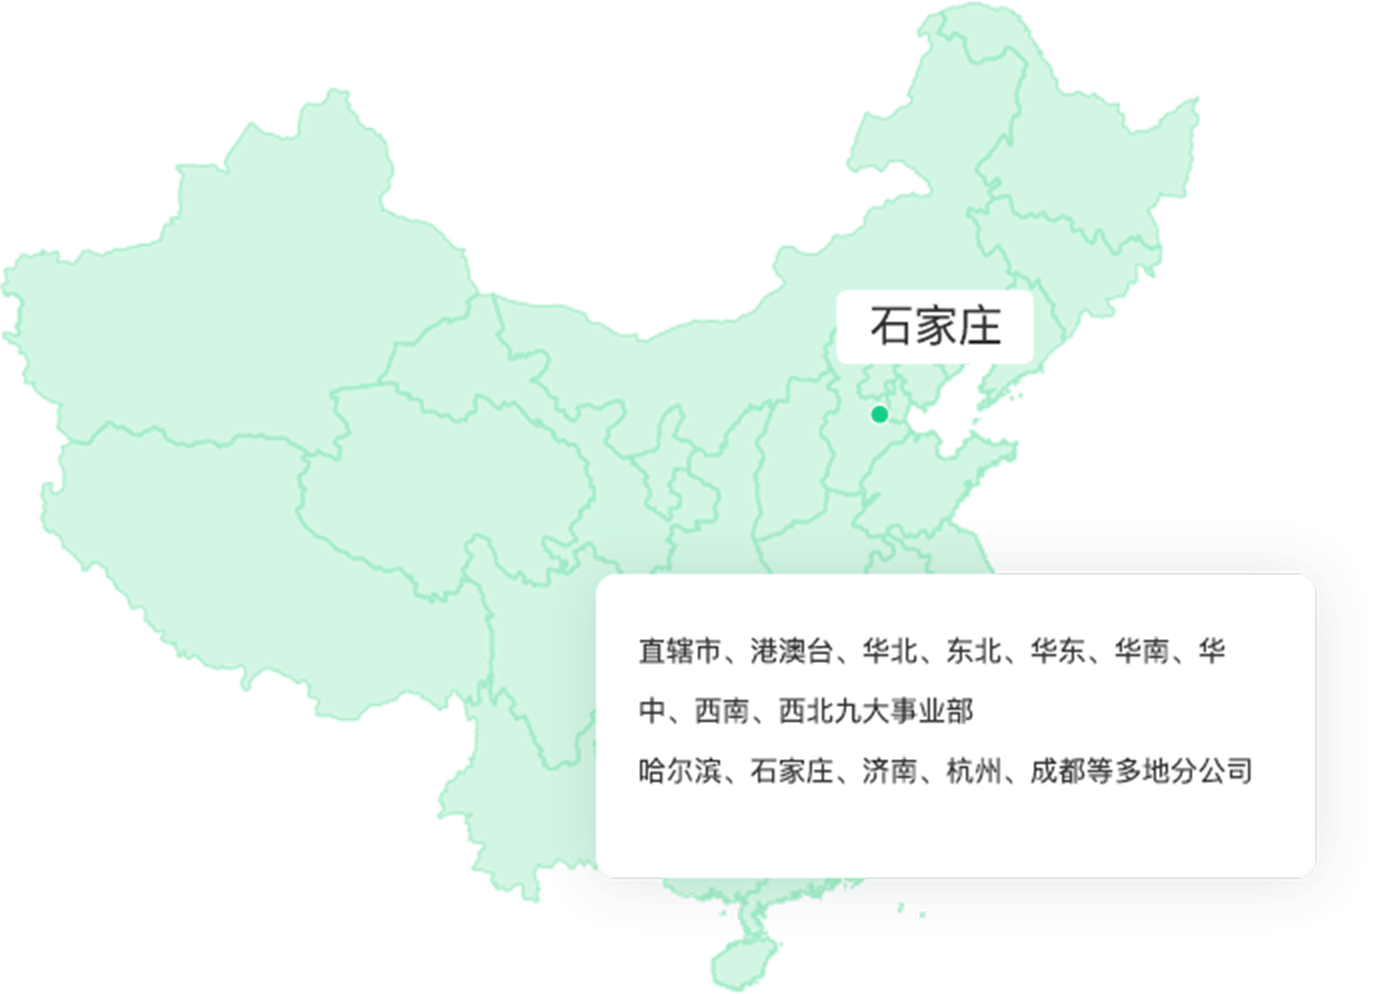 石家庄
直辖市、港澳台、华北、东北、华东、华南、华
中、西南、西北九大事业部
哈尔滨、石家庄、济南、杭州、成都等多地分公司